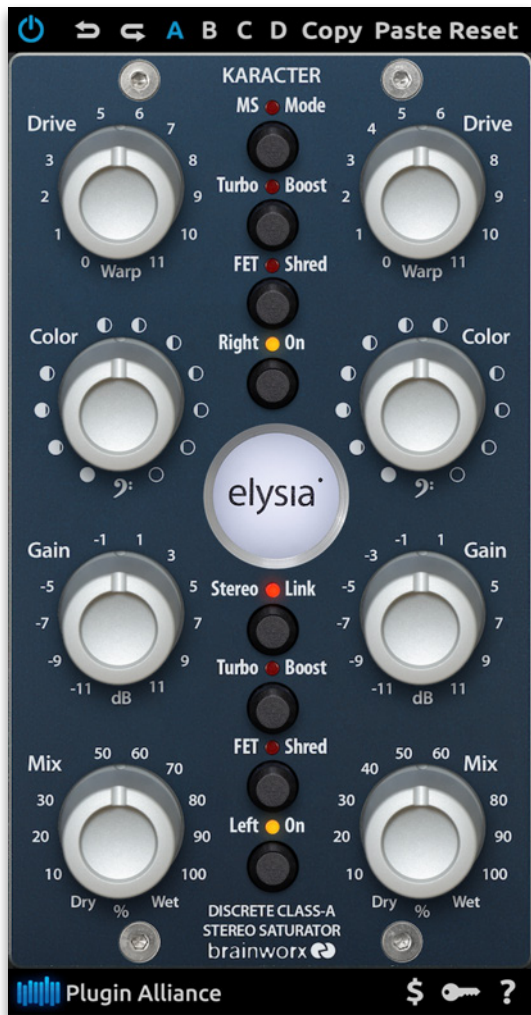 A B C D Copy Paste Reset
KARACTER
MS Mode
Drive 5 6 7 8 9 10 11 0 1 2 3 Warp
Drive 4 5 6 8 9 10 11 0 1 2 3 Warp
Turbo Boost
FET Shred
Right On
Color
Color
elysia
Gain -1 1 3 5 7 9 11 dB -11 -9 -7 -5
Gain -3 -1 1 5 7 9 11 dB -11 -9 -7 -5
Stereo Link
Turbo Boost
FET Shred
Left On
Mix 50 60 70 80 90 100 Wet % Dry 10 20 30
Mix 40 50 60 80 90 100 Wet % Dry 10 20 30
DISCRETE CLASS-A
STEREO SATURATOR
brainworx
Plugin Alliance $ ?